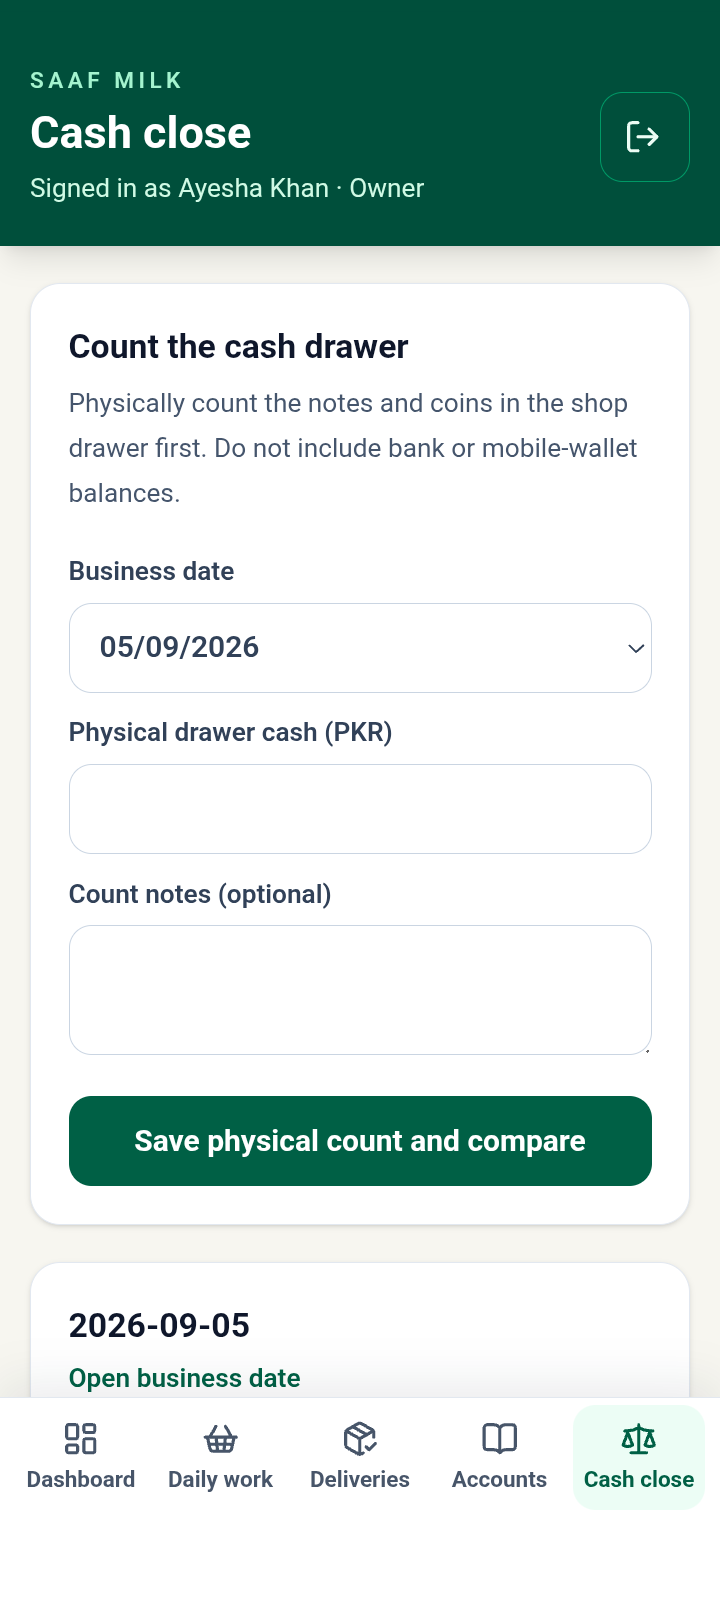 SAAF MILK
Cash close
Signed in as Ayesha Khan · Owner
Count the cash drawer
Physically count the notes and coins in the shop
drawer first. Do not include bank or mobile-wallet
balances.
Business date
05/09/2026
Physical drawer cash (PKR)
Count notes (optional)
Save physical count and compare
2026-09-05
Open business date
Dashboard
Daily work
Deliveries
Accounts
Cash close